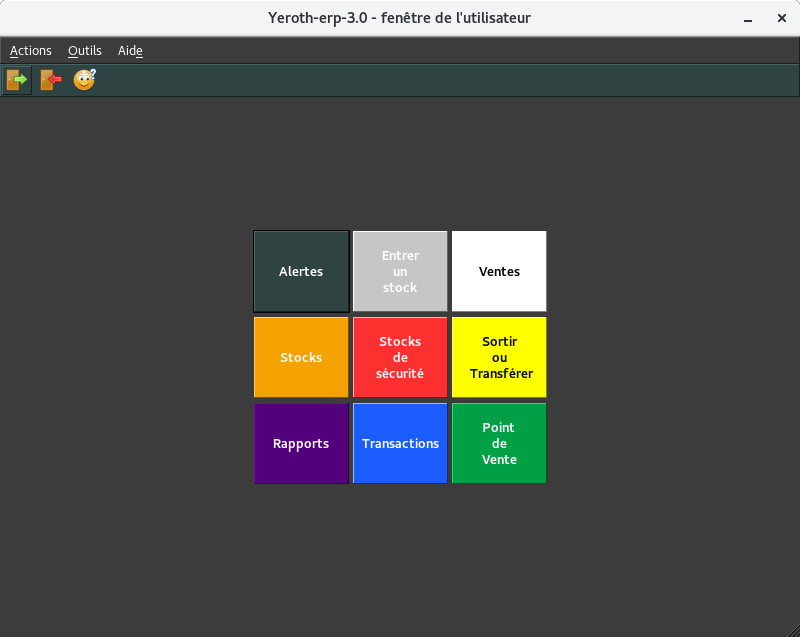 Yeroth-erp-3.0 - fenêtre de l'utilisateur
Actions Outils Aide
Alertes
Entrer
un
stock
Ventes
Stocks
Stocks
de
sécurité
Sortir
ou
Transférer
Rapports
Transactions
Point
de
Vente